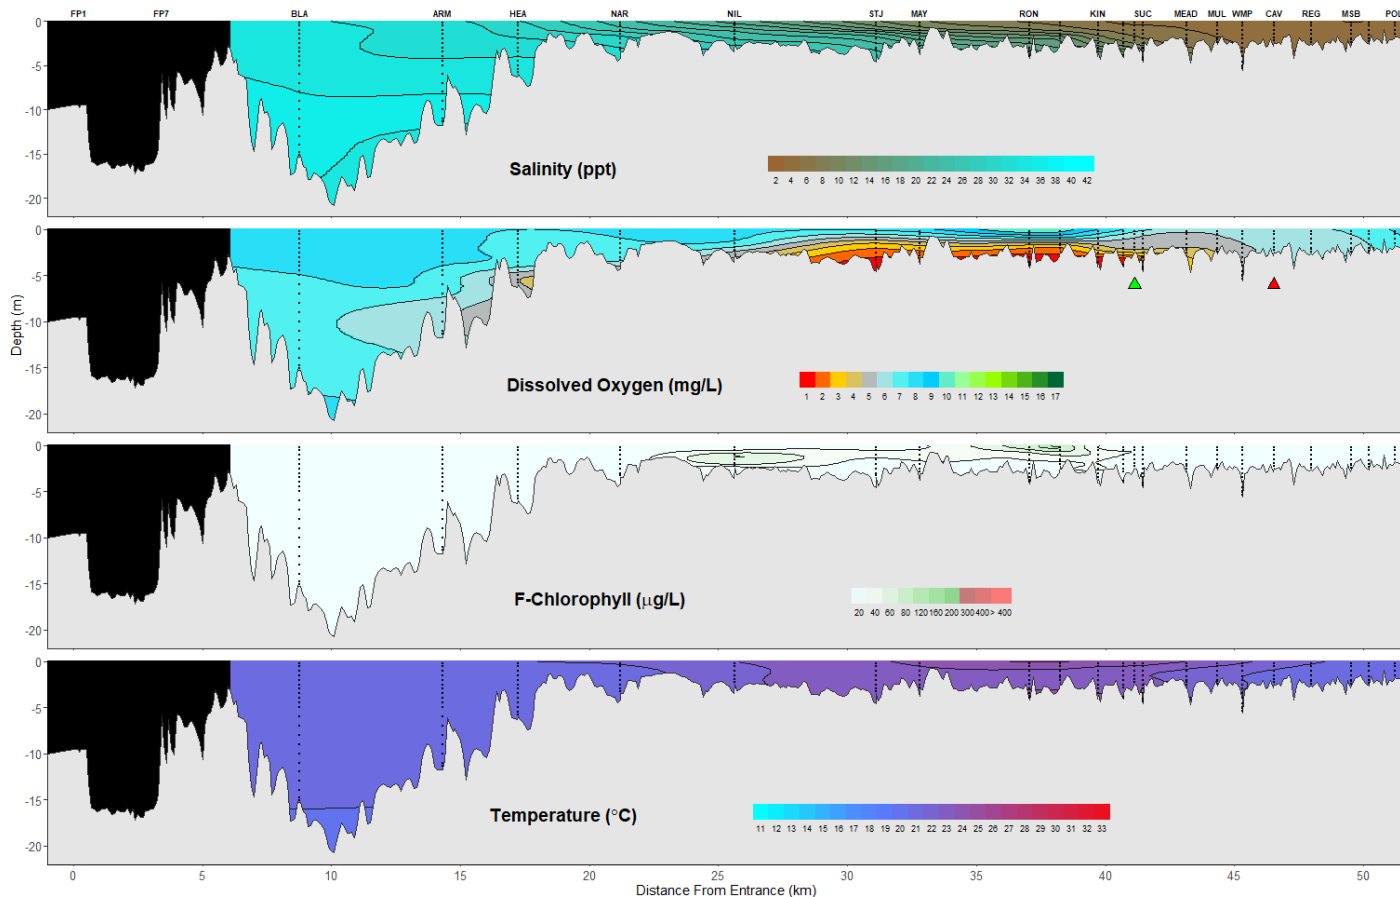 FP1 FP7 BLA ARM HEA NAR NIL STJ MAY RON KIN SUC MEAD MUL WMP CAV REG MSB POL
0
-5
-10
-15
-20
Salinity (ppt)
2 4 6 8 10 12 14 16 18 20 22 24 26 28 30 32 34 36 38 40 42
0
-5
-10
-15
-20
Depth (m)
Dissolved Oxygen (mg/L)
1 2 3 4 5 6 7 8 9 10 11 12 13 14 15 16 17
0
-5
-10
-15
-20
F-Chlorophyll (μg/L)
20 40 60 80 120 160 200 300 400 > 400
0
-5
-10
-15
-20
Temperature (°C)
11 12 13 14 15 16 17 18 19 20 21 22 23 24 25 26 27 28 29 30 31 32 33
0 5 10 15 20 25 30 35 40 45 50
Distance From Entrance (km)